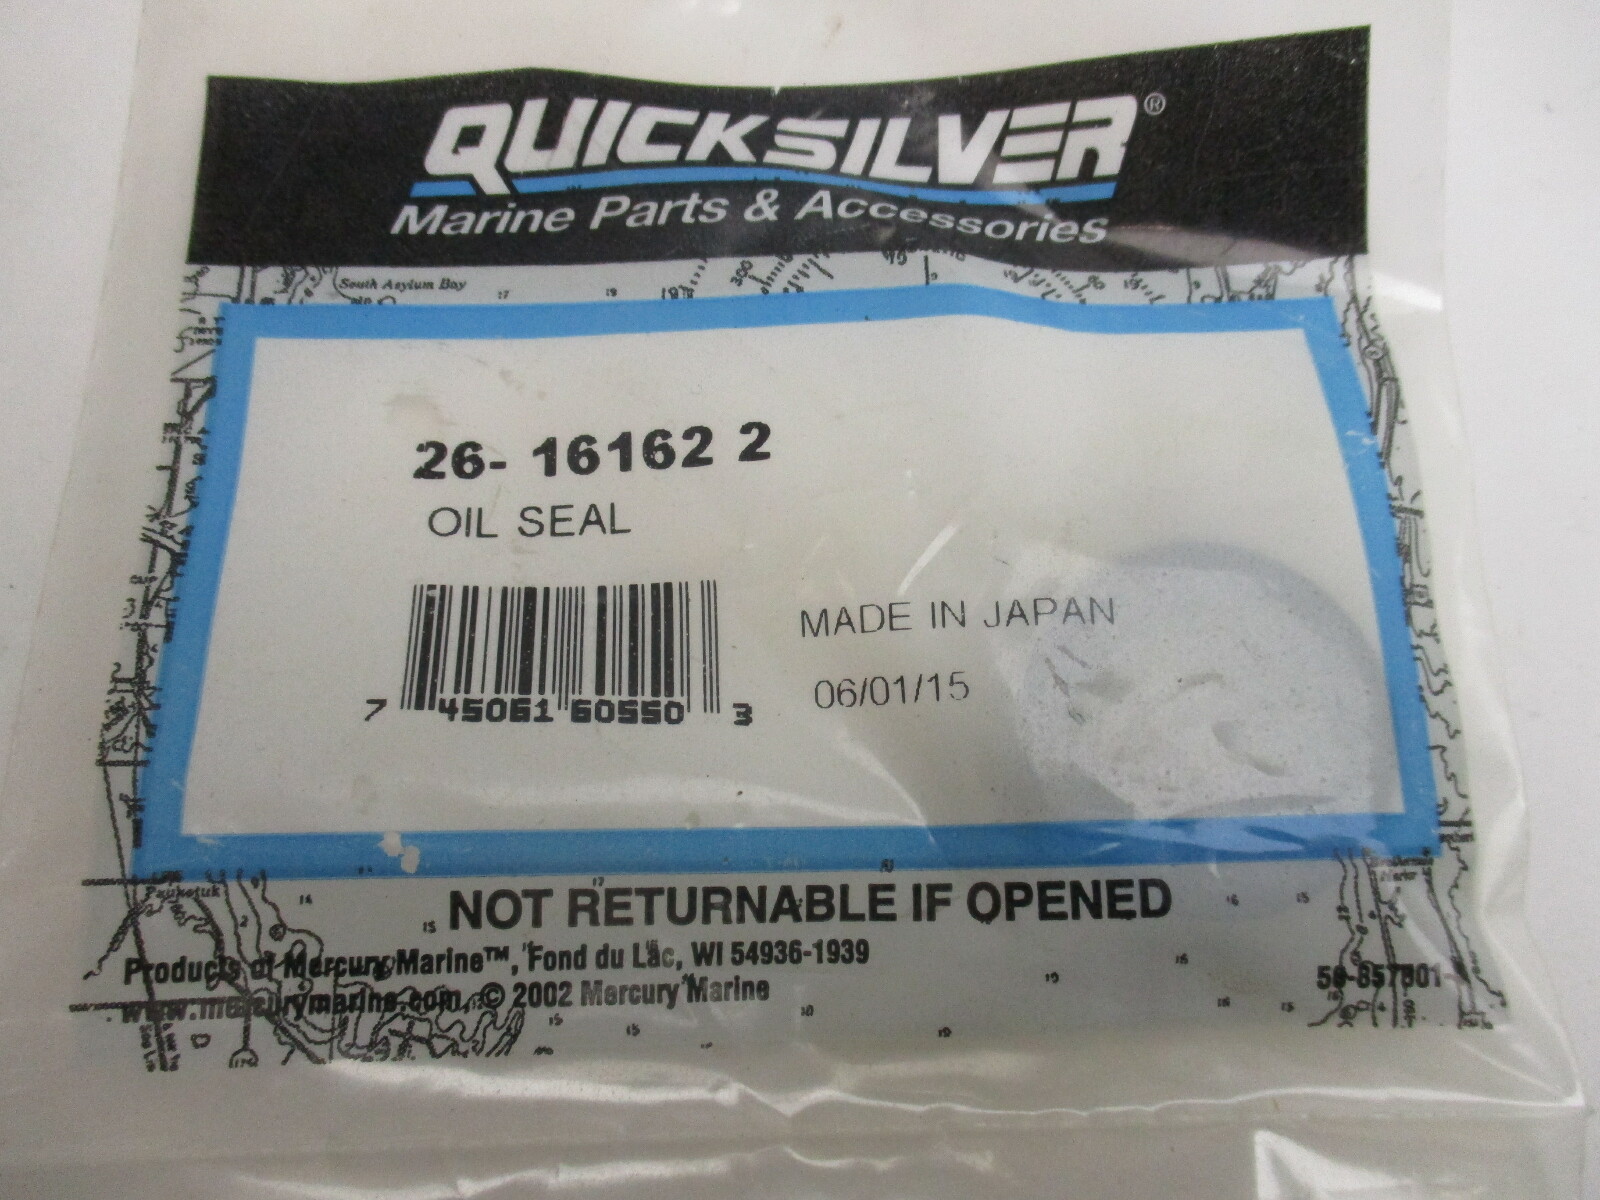 QUICKSILVER®
Marine Parts & Accessories
South Asylum Bay
26- 16162 2
OIL SEAL
MADE IN JAPAN
06/01/15
7 45061 60550 3
NOT RETURNABLE IF OPENED
Products of Mercury Marine™, Fond du Lac, WI 54936-1939
www.mercurymarine.com, © 2002 Mercury Marine